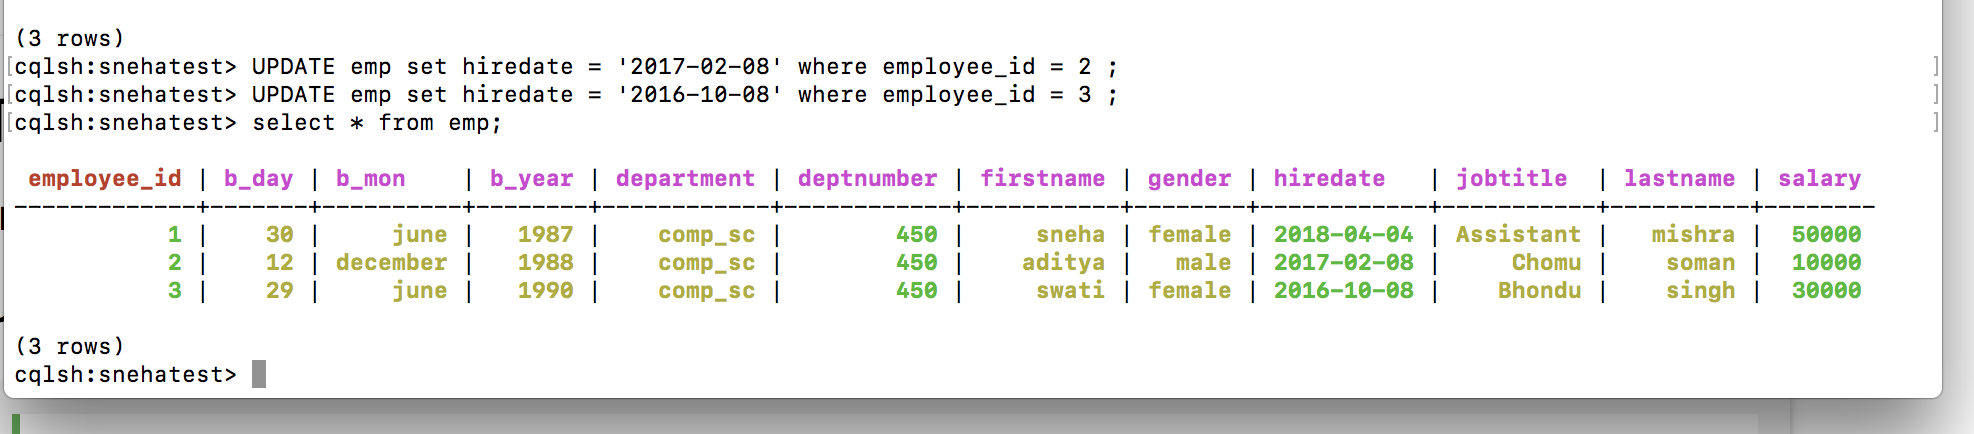 (3 rows)
[cqlsh:snehatest> UPDATE emp set hiredate = '2017-02-08' where employee_id = 2 ; ]
[cqlsh:snehatest> UPDATE emp set hiredate = '2016-10-08' where employee_id = 3 ; ]
[cqlsh:snehatest> select * from emp; ]
employee_id | b_day | b_mon | b_year | department | deptnumber | firstname | gender | hiredate | jobtitle | lastname | salary
-------------+-------+----------+--------+------------+------------+-----------+--------+------------+-----------+----------+--------
1 | 30 | june | 1987 | comp_sc | 450 | sneha | female | 2018-04-04 | Assistant | mishra | 50000
2 | 12 | december | 1988 | comp_sc | 450 | aditya | male | 2017-02-08 | Chomu | soman | 10000
3 | 29 | june | 1990 | comp_sc | 450 | swati | female | 2016-10-08 | Bhondu | singh | 30000
(3 rows)
cqlsh:snehatest>